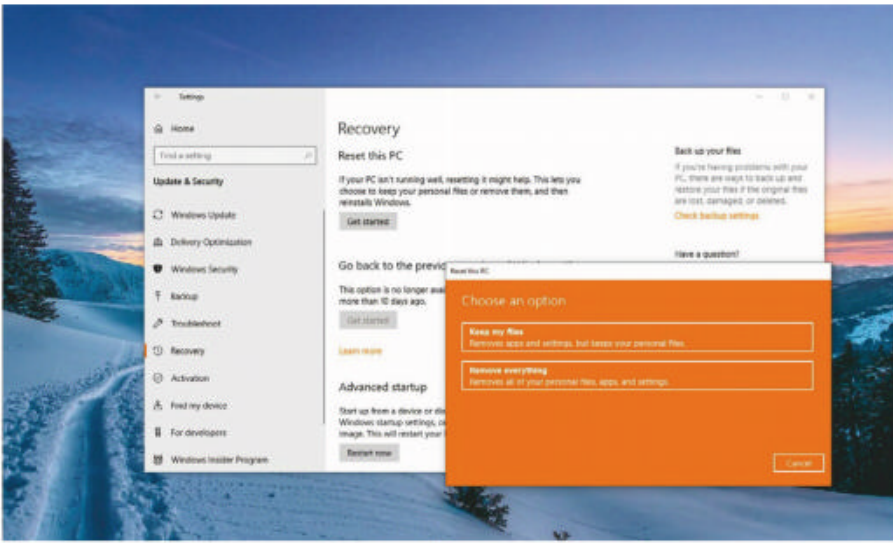 Settings
Home
Find a setting
Update & Security
Windows Update
Delivery Optimization
Windows Security
Backup
Troubleshoot
Recovery
Activation
Find my device
For developers
Windows Insider Program
Recovery
Reset this PC
If your PC isn't running well, resetting it might help. This lets you
choose to keep your personal files or remove them, and then
reinstalls Windows.
Get started
Go back to the previo
This option is no longer avai
more than 10 days ago.
Get started
Learn more
Advanced startup
Start up from a device or dis
Windows startup settings, o
image. This will restart your
Restart now
Back up your files
If you're having problems with your
PC, there are ways to back up and
restore your files if the original files
are lost, damaged, or deleted.
Check backup settings
Have a question?
Reset this PC
Choose an option
Keep my files
Removes apps and settings, but keeps your personal files.
Remove everything
Removes all of your personal files, apps, and settings.
Cancel